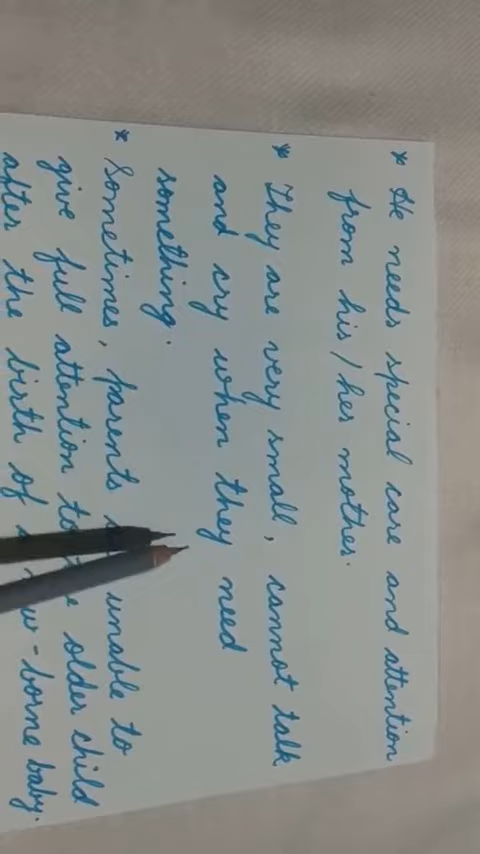 * He needs special care and attention
from his/her mother.
* They are very small, cannot talk
and cry when they need
something.
* Sometimes, parents unable to
give full attention to older child
after the birth of -borne baby.